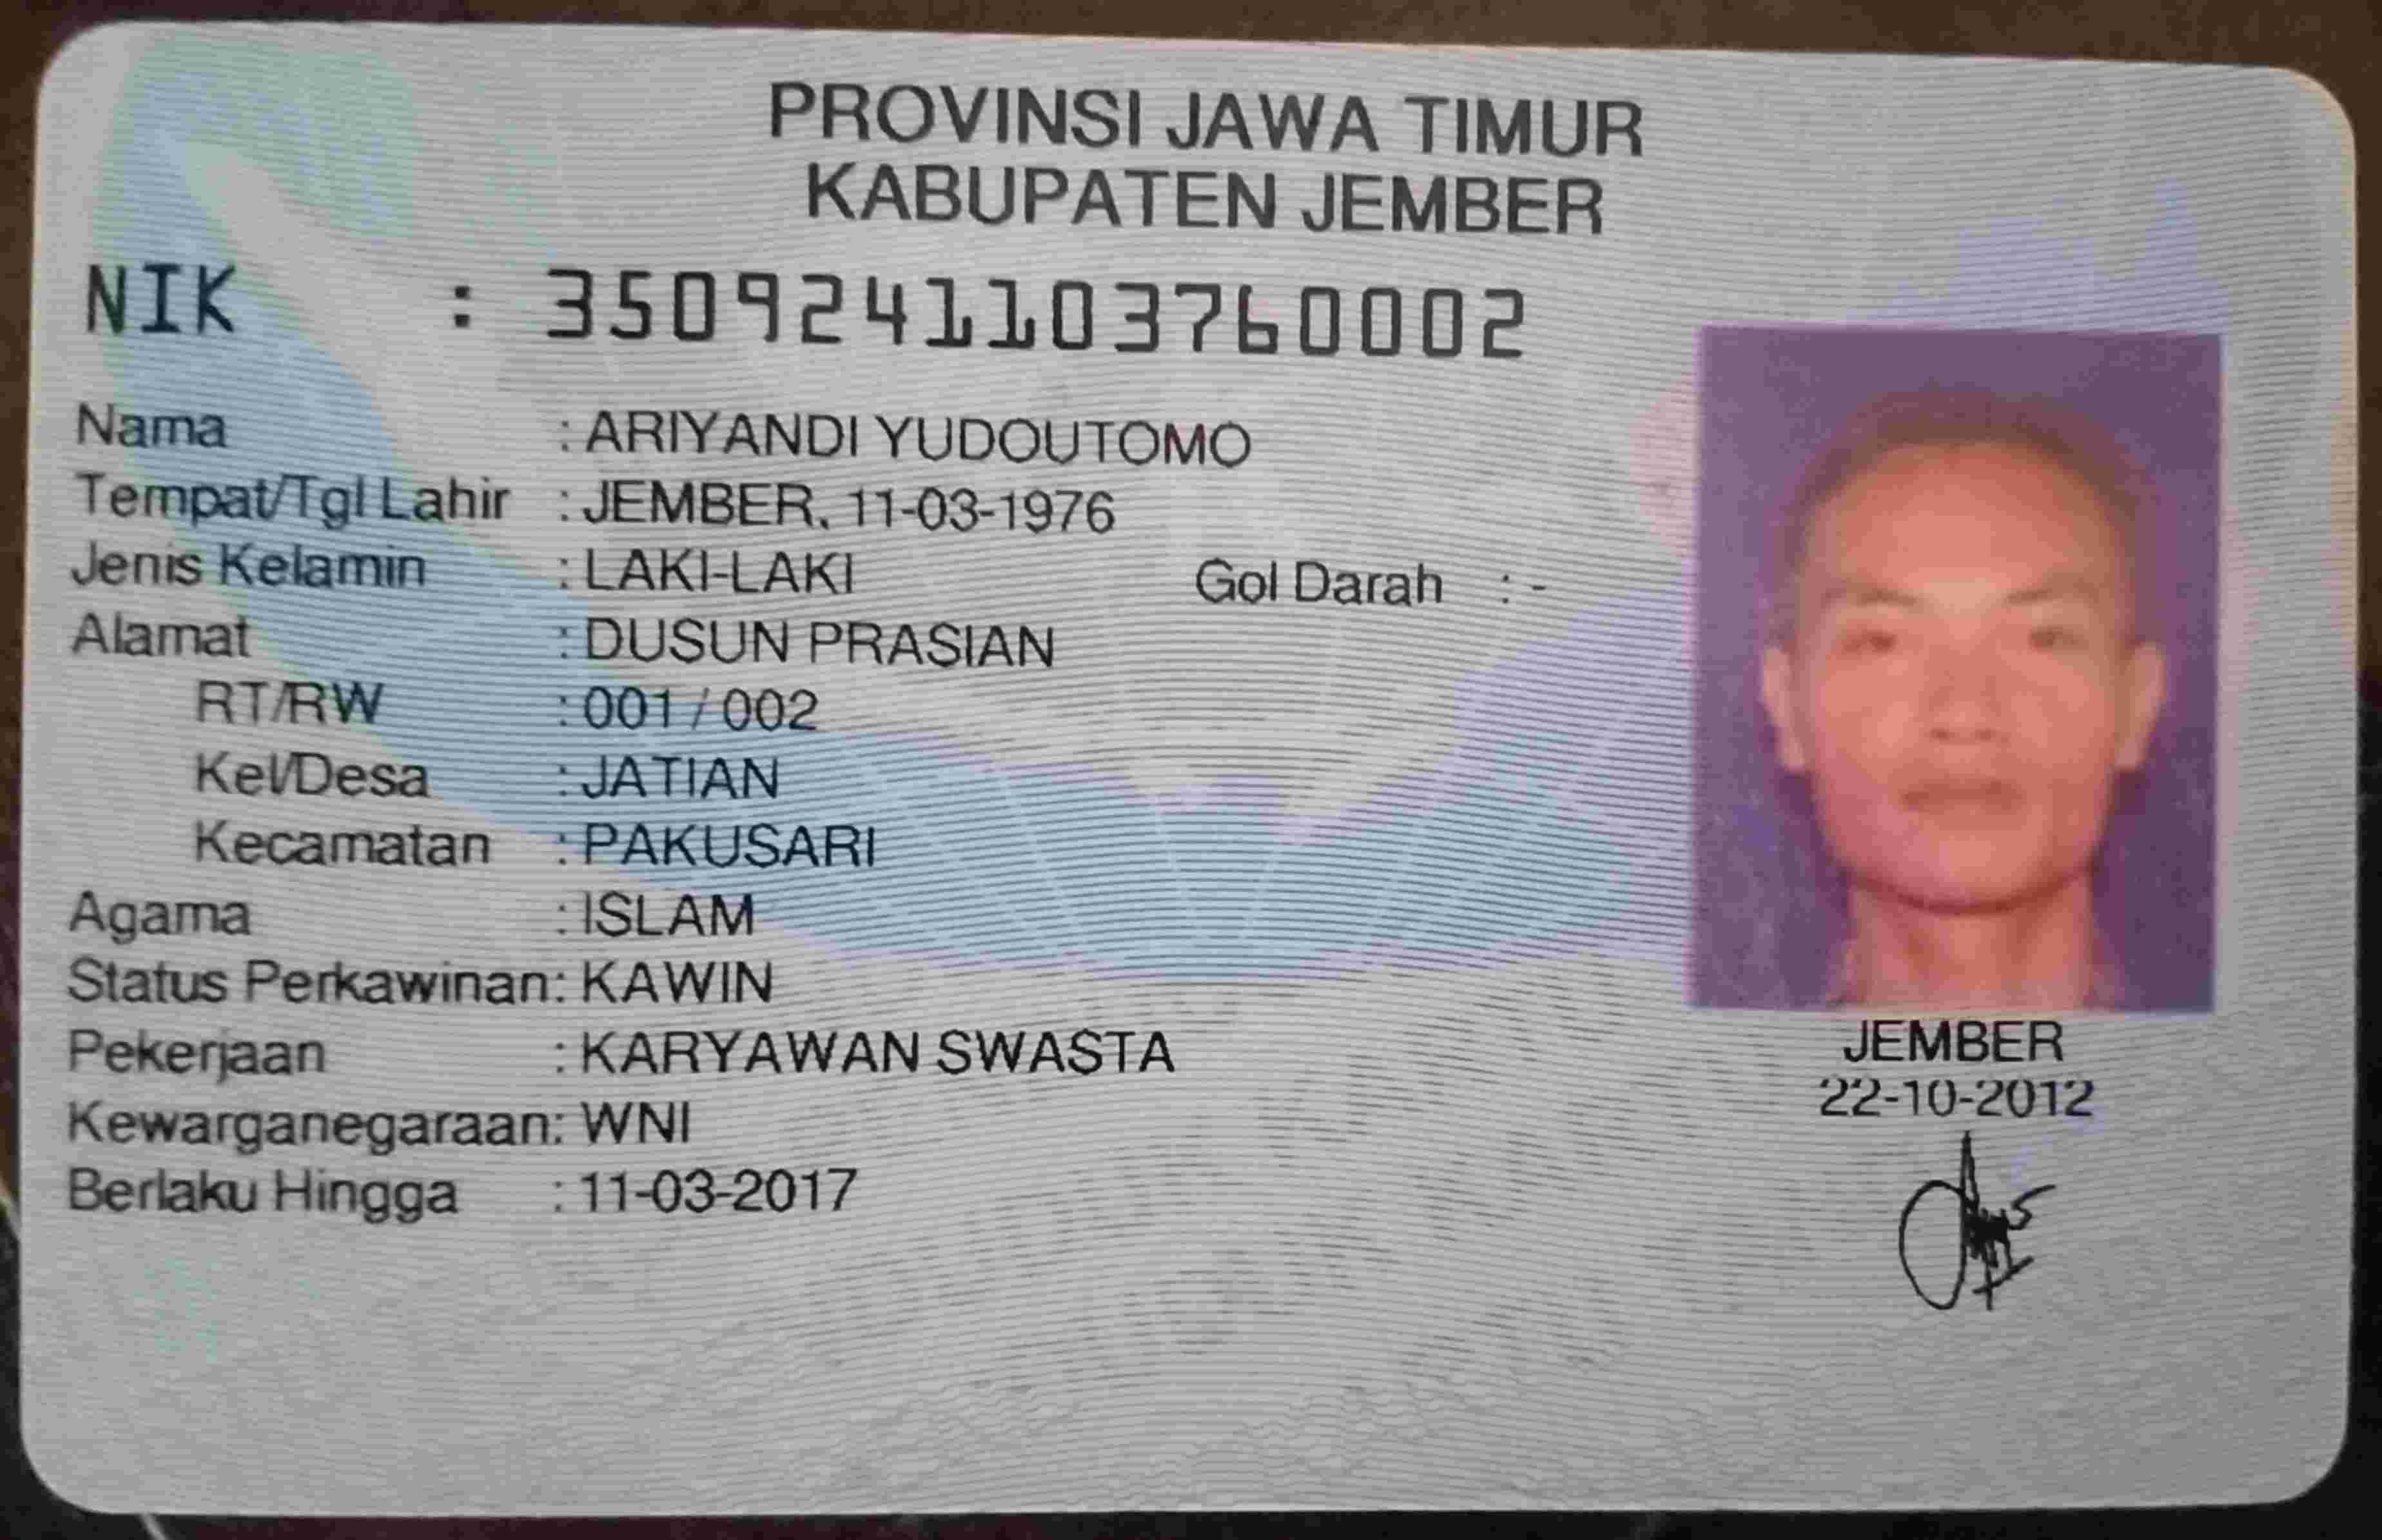 PROVINSI JAWA TIMUR
KABUPATEN JEMBER
NIK : 3509241103760002
Nama : ARIYANDI YUDOUTOMO
Tempat/Tgl Lahir : JEMBER, 11-03-1976
Jenis Kelamin : LAKI-LAKI Gol Darah : -
Alamat : DUSUN PRASIAN
RT/RW : 001 / 002
Kel/Desa : JATIAN
Kecamatan : PAKUSARI
Agama : ISLAM
Status Perkawinan : KAWIN
Pekerjaan : KARYAWAN SWASTA
Kewarganegaraan : WNI
Berlaku Hingga : 11-03-2017
JEMBER
22-10-2012